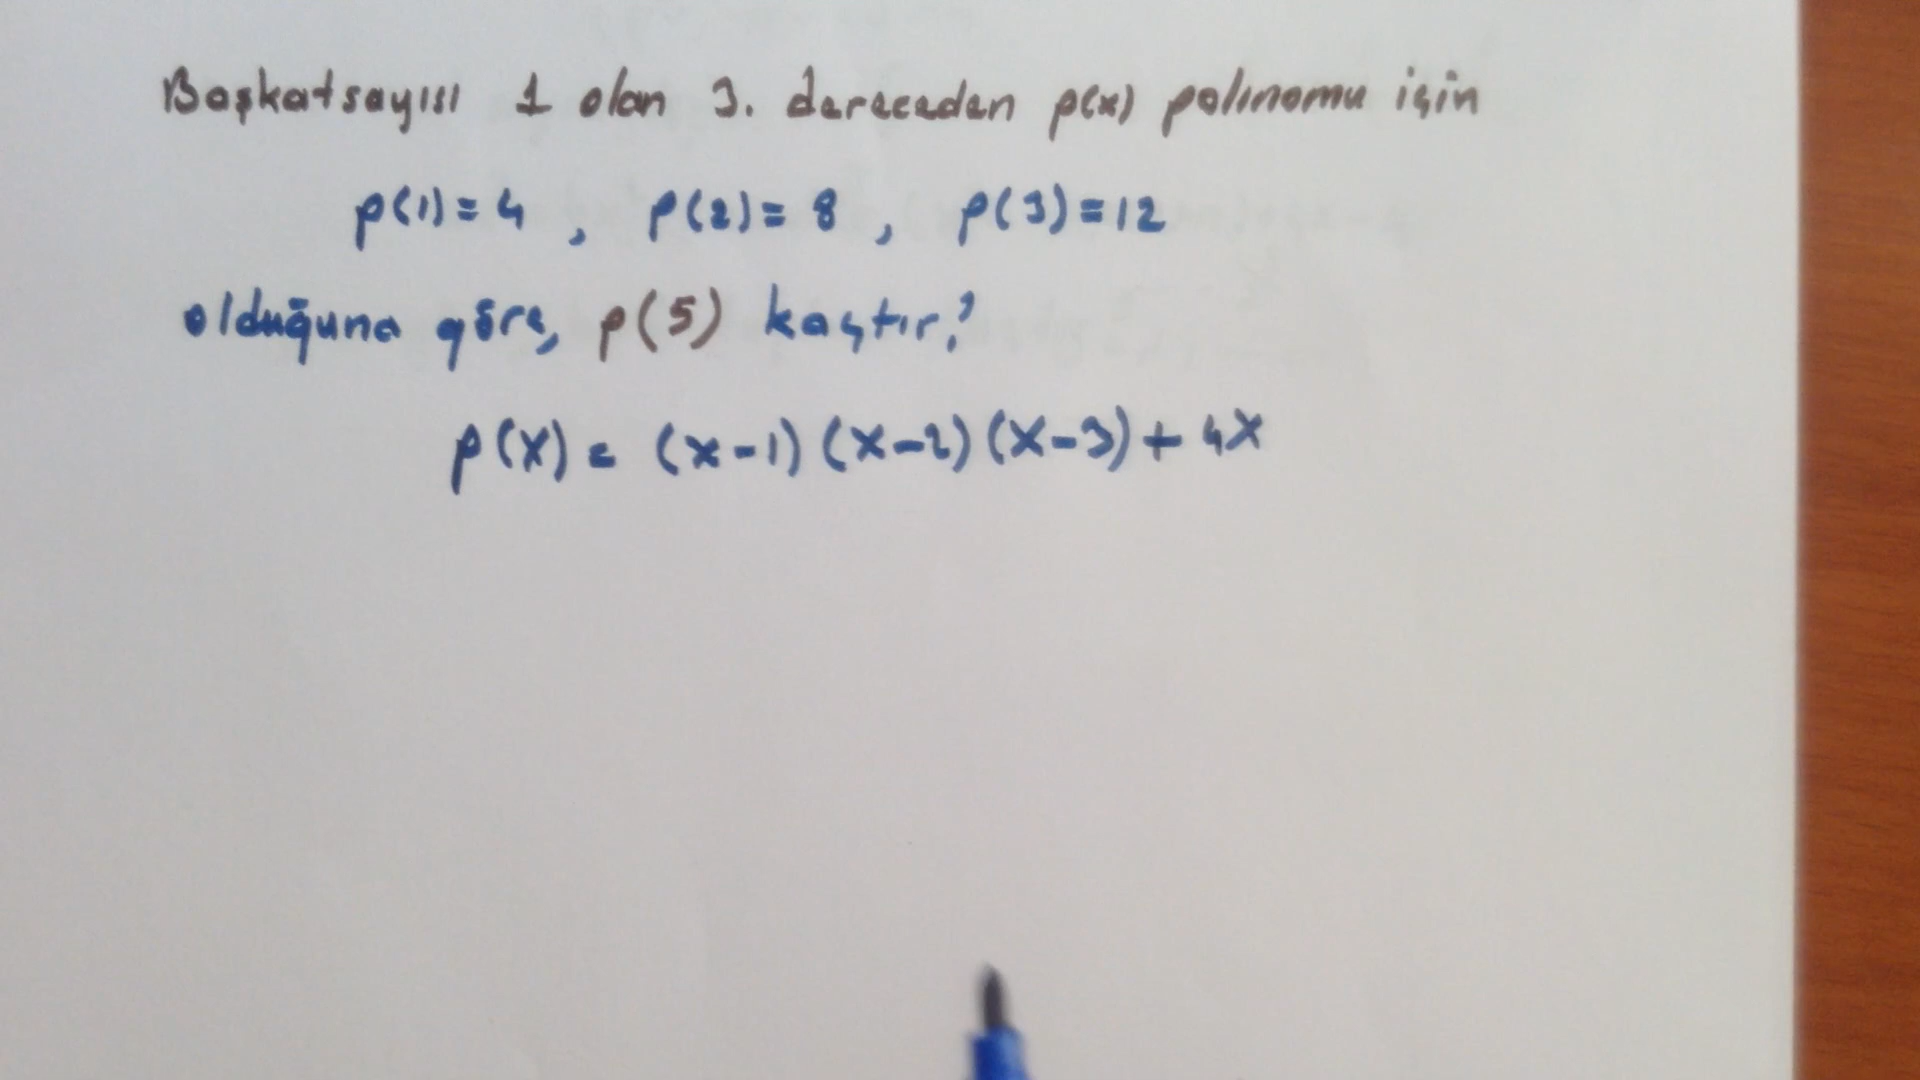 Başkatsayısı 1 olan 3. dereceden p(x) polinomu için
p(1)=4 , p(2)=8 , p(3)=12
olduğuna göre, p(5) kaçtır?
p(x)= (x-1)(x-2)(x-3)+4x